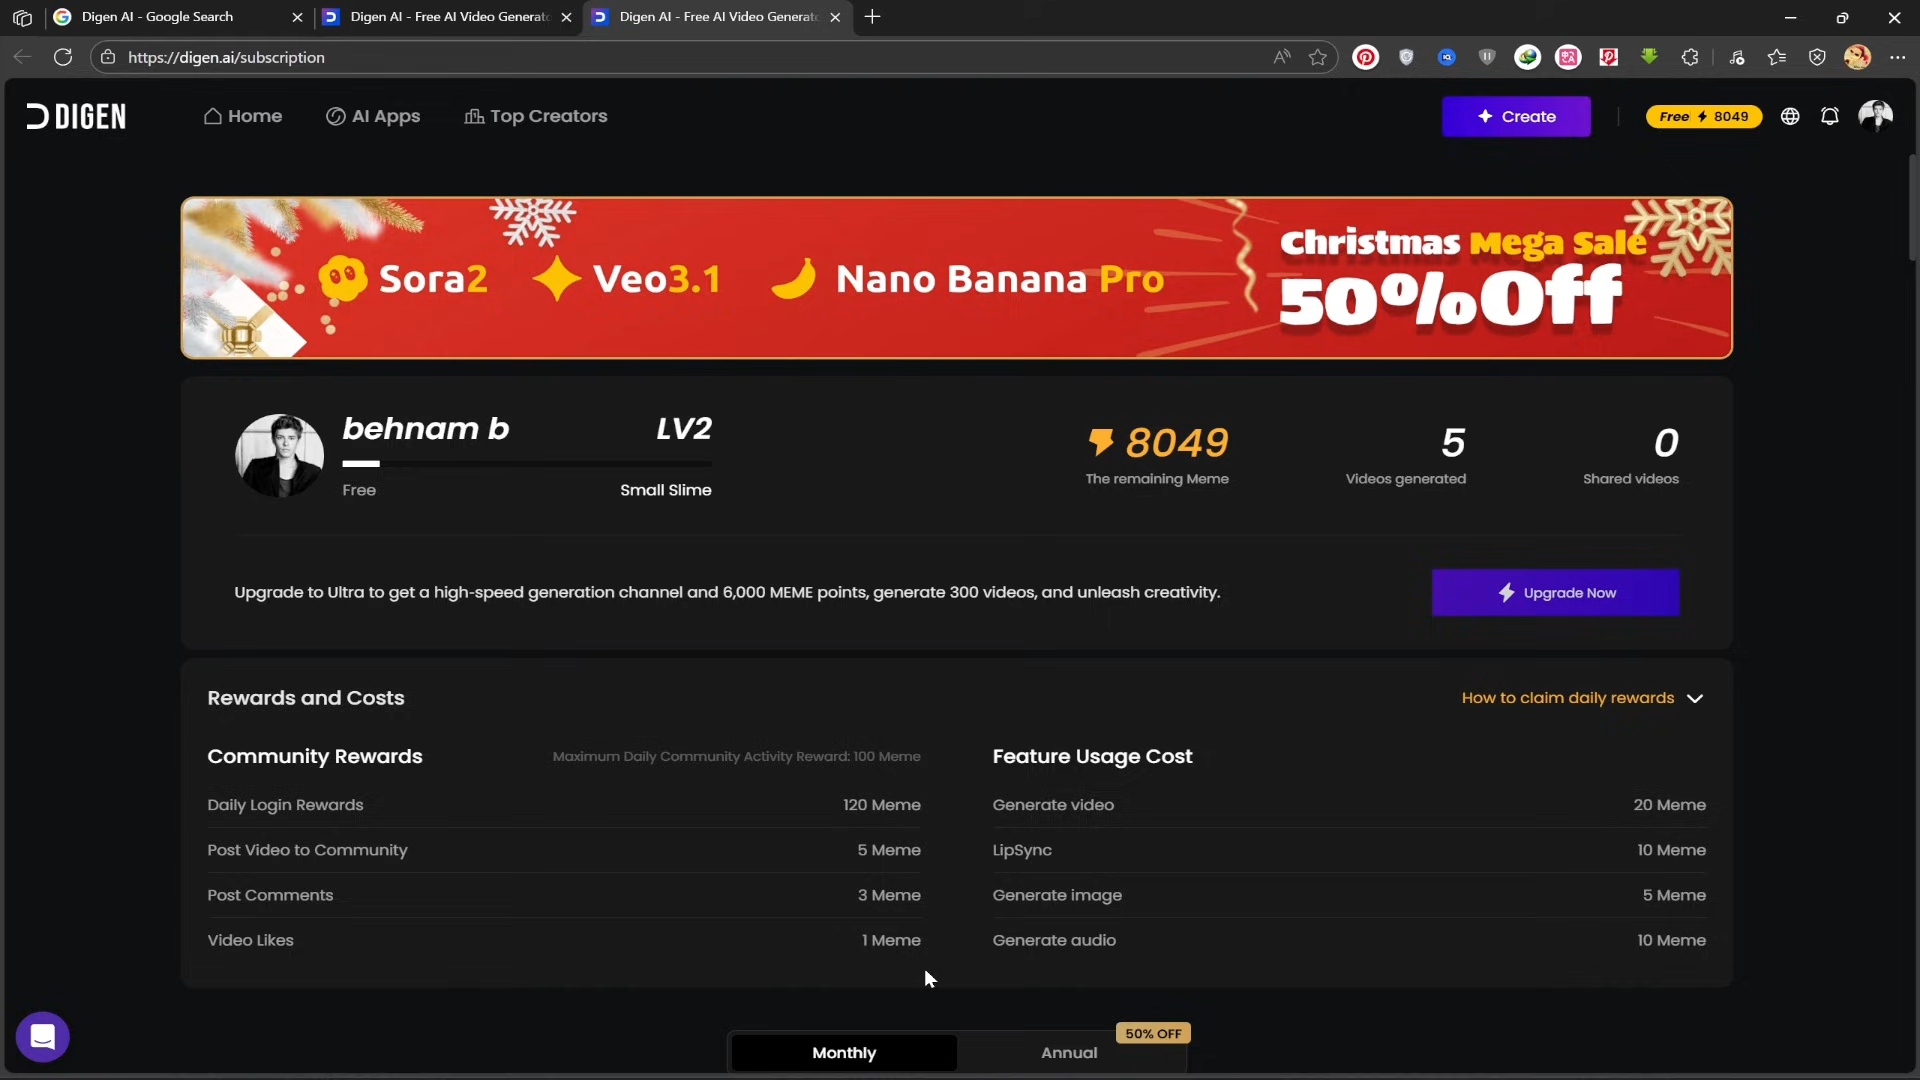 Digen AI - Google Search
Digen AI - Free AI Video Generato
Digen AI - Free AI Video Generato
https://digen.ai/subscription
DIGEN
Home
AI Apps
Top Creators
Create
Free 8049
Sora2
Veo3.1
Nano Banana Pro
Christmas Mega Sale
50%Off
behnam b
LV2
Free
Small Slime
8049
The remaining Meme
5
Videos generated
0
Shared videos
Upgrade to Ultra to get a high-speed generation channel and 6,000 MEME points, generate 300 videos, and unleash creativity.
Upgrade Now
Rewards and Costs
How to claim daily rewards
Community Rewards
Maximum Daily Community Activity Reward: 100 Meme
Daily Login Rewards 120 Meme
Post Video to Community 5 Meme
Post Comments 3 Meme
Video Likes 1 Meme
Feature Usage Cost
Generate video 20 Meme
LipSync 10 Meme
Generate image 5 Meme
Generate audio 10 Meme
50% OFF
Monthly
Annual